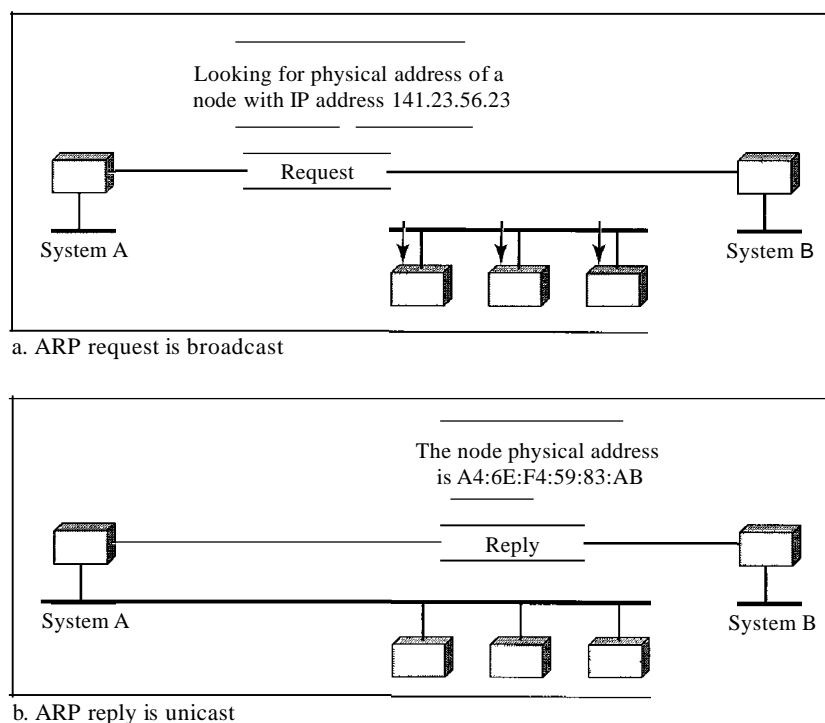 Looking for physical address of a
node with IP address 141.23.56.23
Request
System A
System B
a. ARP request is broadcast
The node physical address
is A4:6E:F4:59:83:AB
Reply
System A
System B
b. ARP reply is unicast